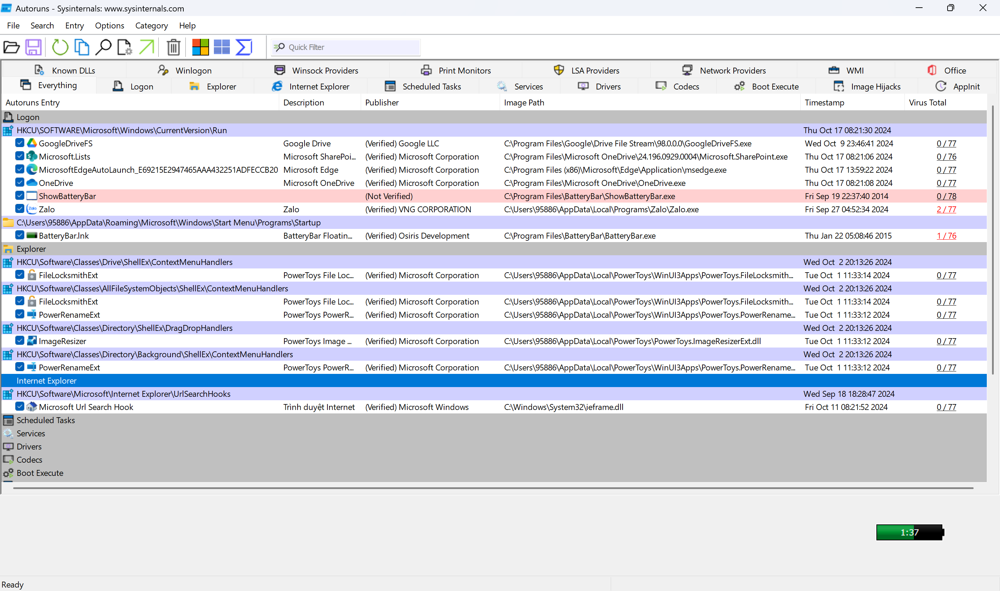 Autoruns - Sysinternals: www.sysinternals.com
File Search Entry Options Category Help
Quick Filter
Known DLLs Winlogon Winsock Providers Print Monitors LSA Providers Network Providers WMI Office
Everything Logon Explorer Internet Explorer Scheduled Tasks Services Drivers Codecs Boot Execute Image Hijacks AppInit
Autoruns Entry Description Publisher Image Path Timestamp Virus Total
Logon
HKCU\SOFTWARE\Microsoft\Windows\CurrentVersion\Run Thu Oct 17 08:21:30 2024
GoogleDriveFS Google Drive (Verified) Google LLC C:\Program Files\Google\Drive File Stream\98.0.0.0\GoogleDriveFS.exe Wed Oct 9 23:46:41 2024 0 / 77
Microsoft.Lists Microsoft SharePoi... (Verified) Microsoft Corporation C:\Program Files\Microsoft OneDrive\24.196.0929.0004\Microsoft.SharePoint.exe Thu Oct 17 08:21:06 2024 0 / 76
MicrosoftEdgeAutoLaunch_E69215E2947465AAA432251ADFECCB20 Microsoft Edge (Verified) Microsoft Corporation C:\Program Files (x86)\Microsoft\Edge\Application\msedge.exe Thu Oct 17 13:59:22 2024 0 / 77
OneDrive Microsoft OneDrive (Verified) Microsoft Corporation C:\Program Files\Microsoft OneDrive\OneDrive.exe Thu Oct 17 08:21:08 2024 0 / 77
ShowBatteryBar (Not Verified) C:\Program Files\BatteryBar\ShowBatteryBar.exe Fri Sep 19 22:37:40 2014 0 / 78
Zalo Zalo Zalo (Verified) VNG CORPORATION C:\Users\95886\AppData\Local\Programs\Zalo\Zalo.exe Fri Sep 27 04:52:34 2024 2 / 77
C:\Users\95886\AppData\Roaming\Microsoft\Windows\Start Menu\Programs\Startup
BatteryBar.lnk BatteryBar Floatin... (Verified) Osiris Development C:\Program Files\BatteryBar\BatteryBar.exe Thu Jan 22 05:08:46 2015 1 / 76
Explorer
HKCU\Software\Classes\Drive\ShellEx\ContextMenuHandlers Wed Oct 2 20:13:26 2024
FileLocksmithExt PowerToys File Loc... (Verified) Microsoft Corporation C:\Users\95886\AppData\Local\PowerToys\WinUI3Apps\PowerToys.FileLocksmith... Tue Oct 1 11:33:14 2024 0 / 77
HKCU\Software\Classes\AllFileSystemObjects\ShellEx\ContextMenuHandlers Wed Oct 2 20:13:26 2024
FileLocksmithExt PowerToys File Loc... (Verified) Microsoft Corporation C:\Users\95886\AppData\Local\PowerToys\WinUI3Apps\PowerToys.FileLocksmith... Tue Oct 1 11:33:14 2024 0 / 77
PowerRenameExt PowerToys PowerR... (Verified) Microsoft Corporation C:\Users\95886\AppData\Local\PowerToys\WinUI3Apps\PowerToys.PowerRename... Tue Oct 1 11:33:12 2024 0 / 77
HKCU\Software\Classes\Directory\ShellEx\DragDropHandlers Wed Oct 2 20:13:26 2024
ImageResizer PowerToys Image ... (Verified) Microsoft Corporation C:\Users\95886\AppData\Local\PowerToys\PowerToys.ImageResizerExt.dll Tue Oct 1 11:33:12 2024 0 / 77
HKCU\Software\Classes\Directory\Background\ShellEx\ContextMenuHandlers Wed Oct 2 20:13:26 2024
PowerRenameExt PowerToys PowerR... (Verified) Microsoft Corporation C:\Users\95886\AppData\Local\PowerToys\WinUI3Apps\PowerToys.PowerRename... Tue Oct 1 11:33:12 2024 0 / 77
Internet Explorer
HKCU\Software\Microsoft\Internet Explorer\UrlSearchHooks Wed Sep 18 18:28:47 2024
Microsoft Url Search Hook Trình duyệt Internet (Verified) Microsoft Windows C:\Windows\System32\ieframe.dll Fri Oct 11 08:21:52 2024 0 / 77
Scheduled Tasks
Services
Drivers
Codecs
Boot Execute
1:37
Ready